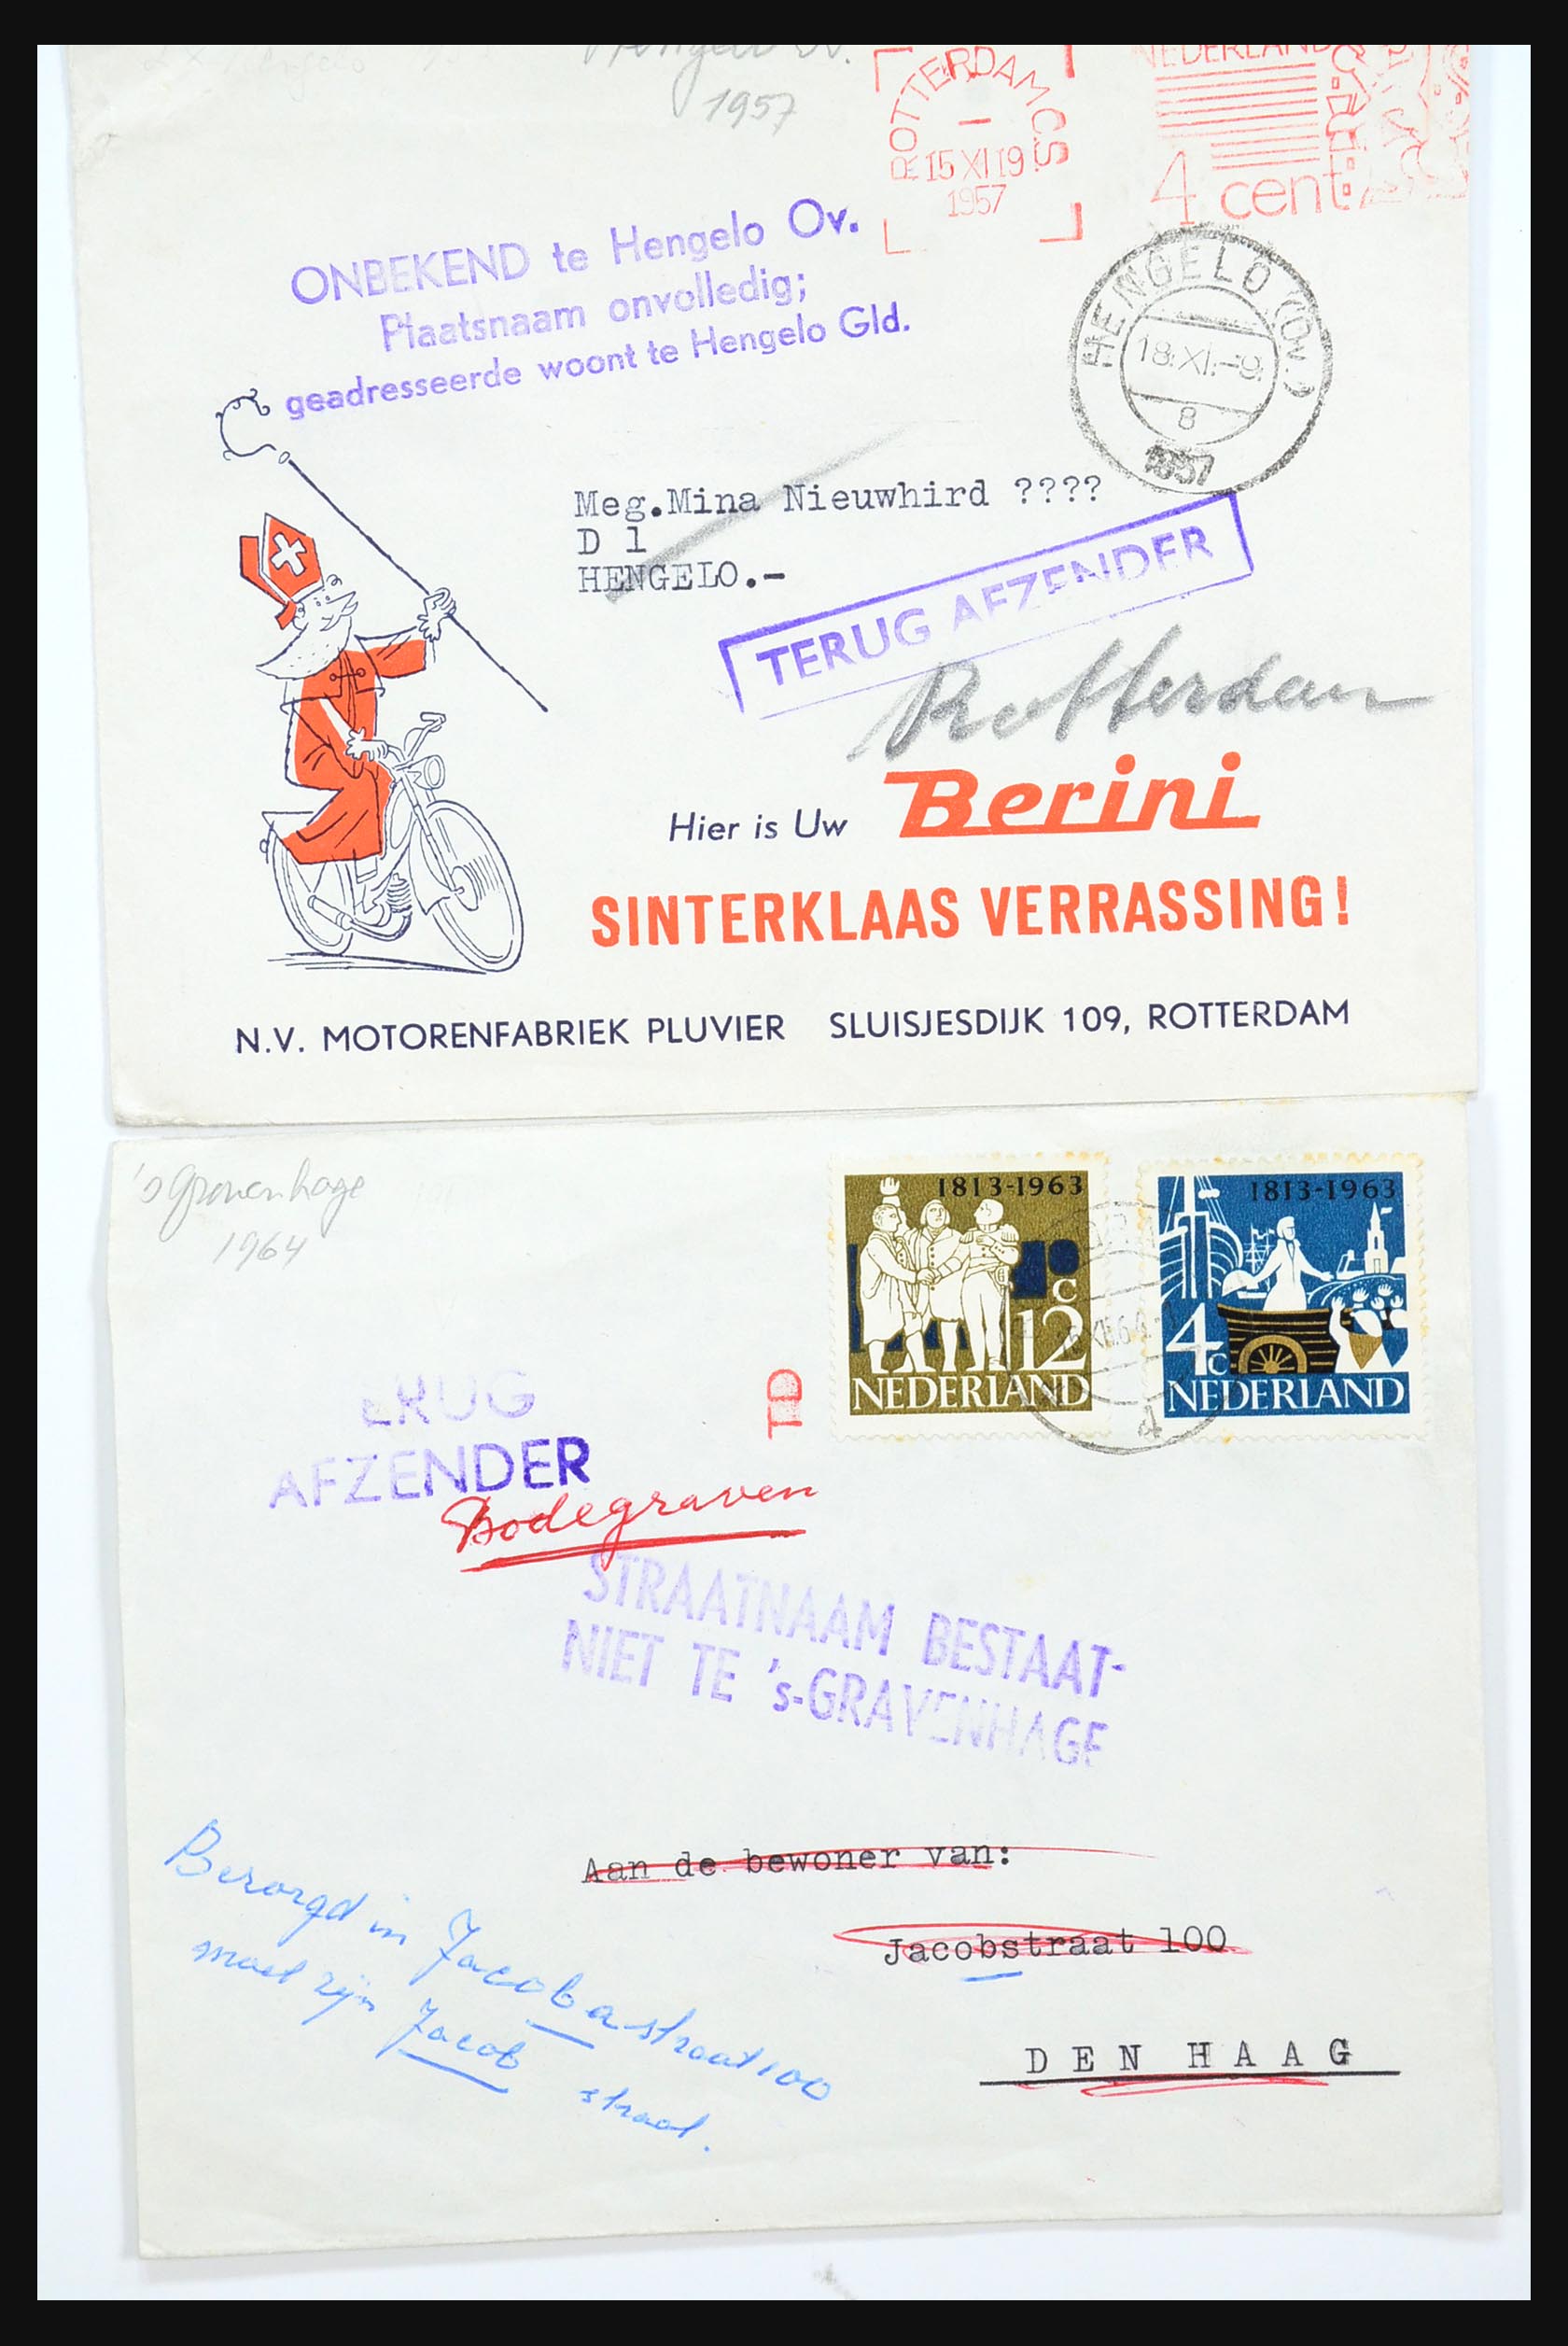 1957
ROTTERDAM C.S.
15 XI 19
1957
NEDERLAND
4 cent
ONBEKEND te Hengelo Ov.
Plaatsnaam onvolledig;
geadresseerde woont te Hengelo Gld.
HENGELO (Ov.)
18.XI.-9.
8
1957
Meg.Mina Nieuwhird ????
D 1
HENGELO.-
TERUG AFZENDER
Rotterdam
Hier is Uw Berini
SINTERKLAAS VERRASSING!
N.V. MOTORENFABRIEK PLUVIER SLUISJESDIJK 109, ROTTERDAM
's Gravenhage
1964
1813-1963
12c
NEDERLAND
1813-1963
4c
NEDERLAND
4
TD
ERUG
AFZENDER
Bodegraven
STRAATNAAM BESTAAT-
NIET TE 's-GRAVENHAGE
Aan de bewoner van:
Jacobstraat 100
DEN HAAG
Bezorgd in Jacobastraat 100
moet zijn Jacob straat.